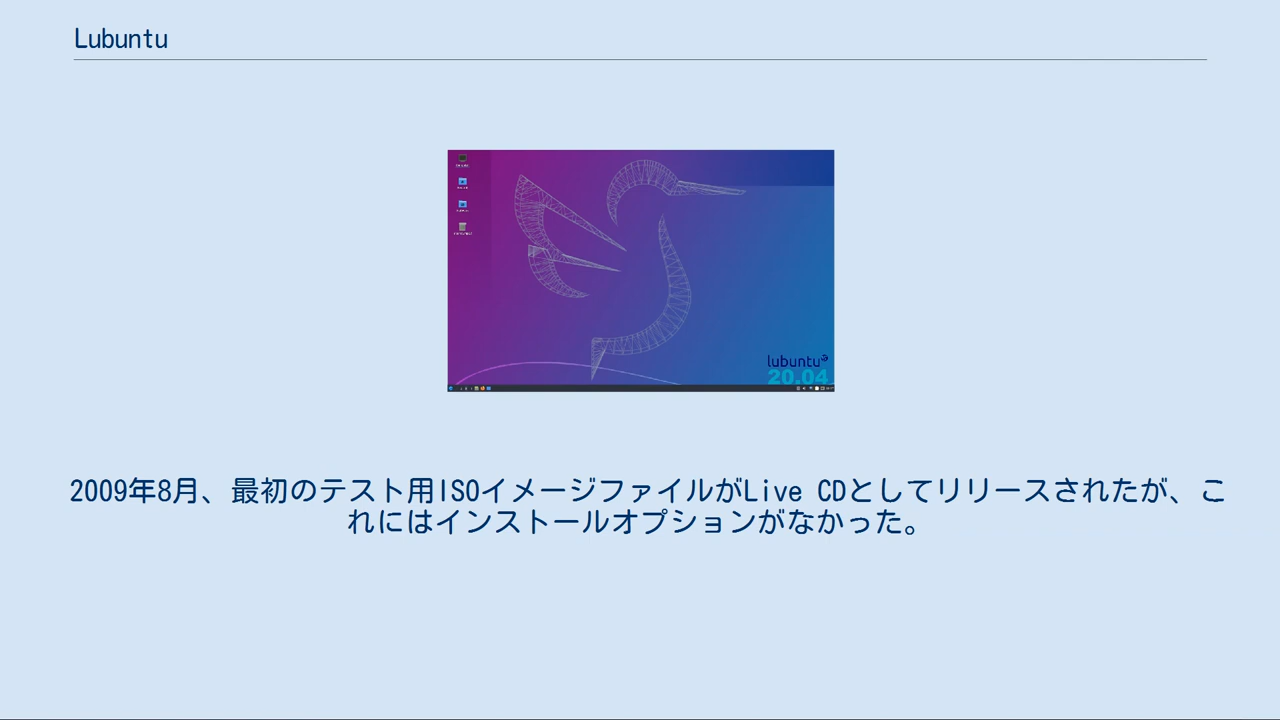 Lubuntu
lubuntu
20.04
2009年8月、最初のテスト用ISOイメージファイルがLive CDとしてリリースされたが、こ
れにはインストールオプションがなかった。